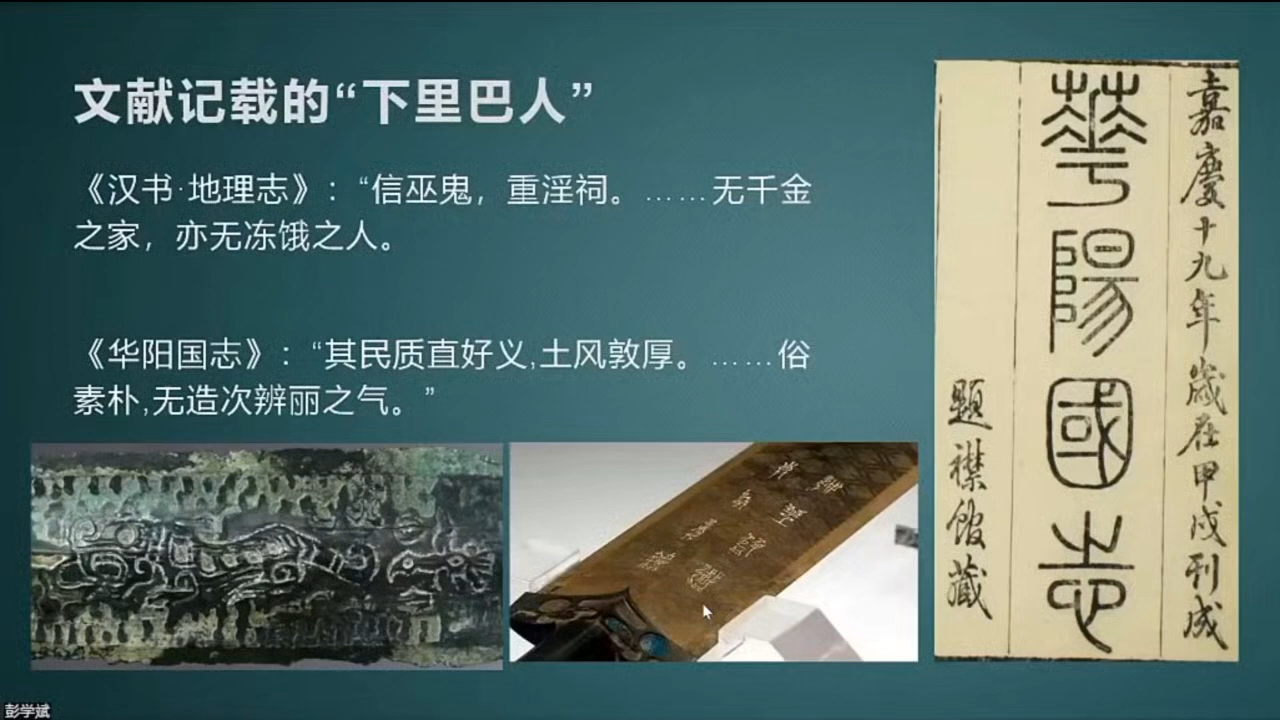 文献记载的“下里巴人”
《汉书·地理志》：“信巫鬼，重淫祠。……无千金
之家，亦无冻饿之人。
《华阳国志》：“其民质直好义,土风敦厚。……俗
素朴,无造次辨丽之气。”
嘉慶十九年歲在甲戌刊成
華陽國志
題襟館藏
彭学斌